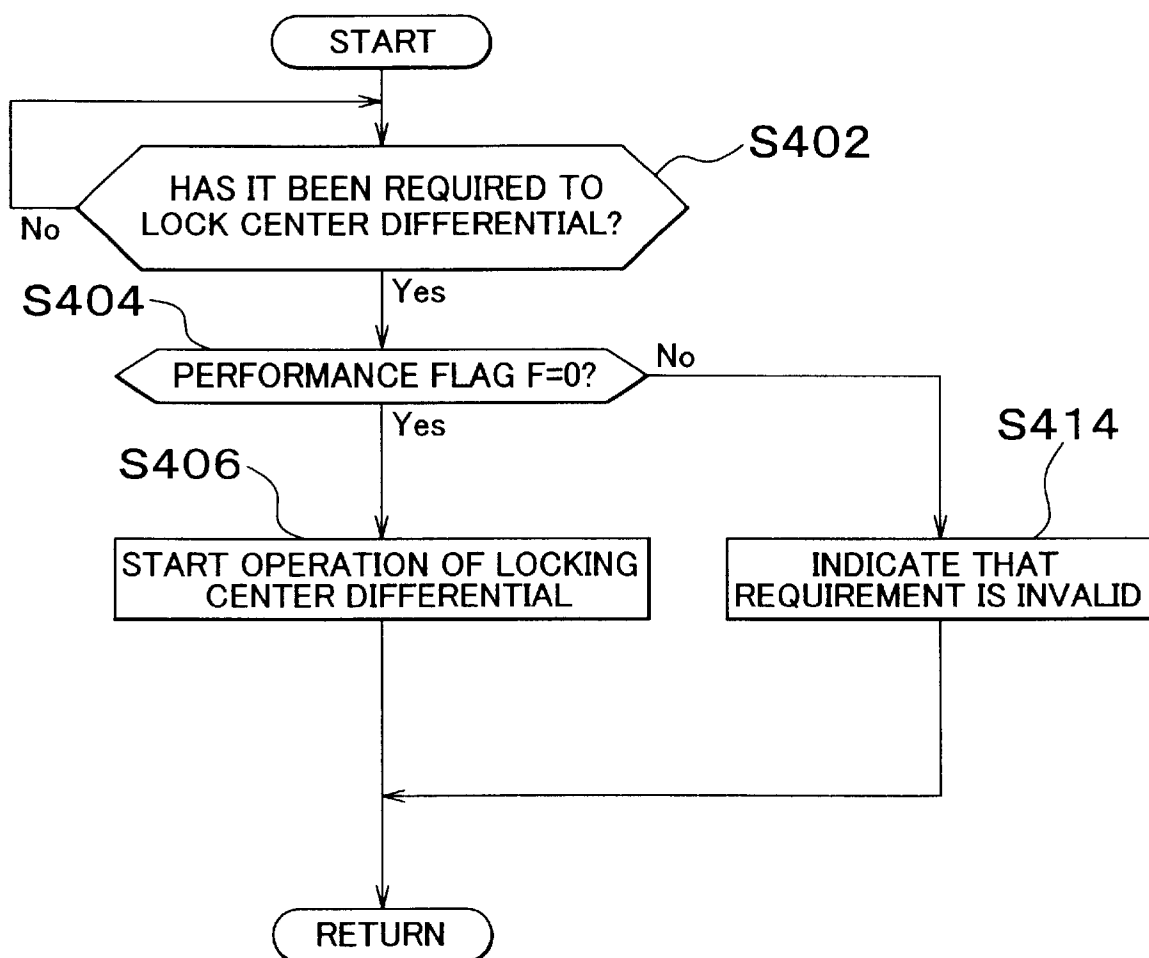 START
S402
HAS IT BEEN REQUIRED TO
LOCK CENTER DIFFERENTIAL?
No
Yes
S404
PERFORMANCE FLAG F=0?
No
Yes
S406
S414
START OPERATION OF LOCKING
CENTER DIFFERENTIAL
INDICATE THAT
REQUIREMENT IS INVALID
RETURN